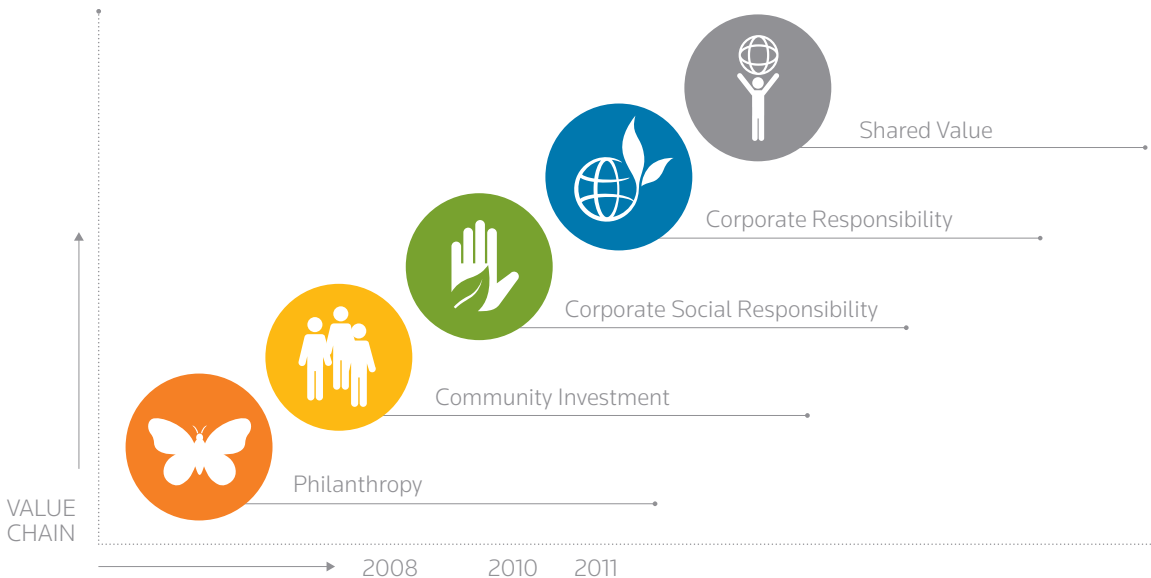 Shared Value
Corporate Responsibility
Corporate Social Responsibility
Community Investment
Philanthropy
VALUE
CHAIN
2008 2010 2011